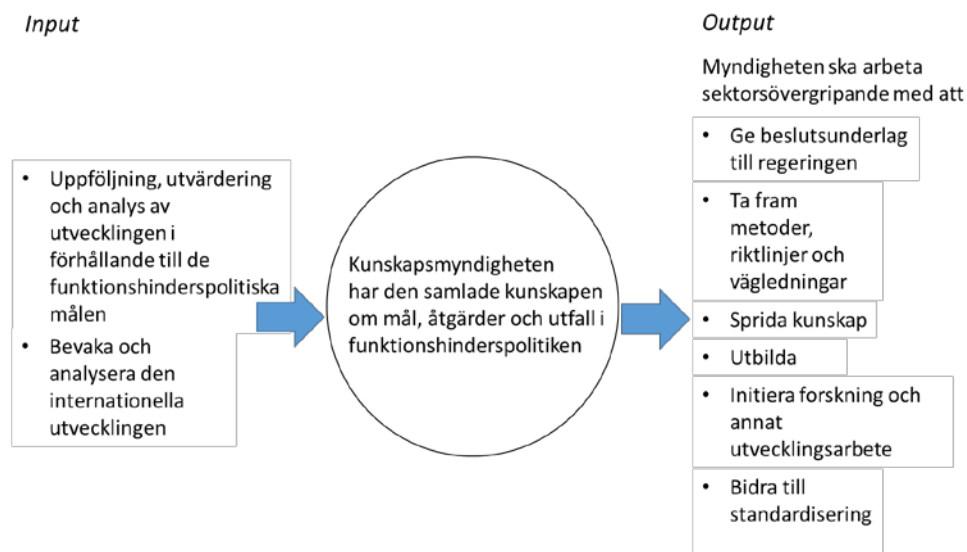 Input
• Uppföljning, utvärdering
och analys av
utvecklingen i
förhållande till de
funktionshinderspolitiska
målen
• Bevaka och
analysera den
internationella
utvecklingen
Kunskapsmyndigheten
har den samlade kunskapen
om mål, åtgärder och utfall i
funktionshinderspolitiken
Output
Myndigheten ska arbeta
sektorsövergripande med att
• Ge beslutsunderlag
till regeringen
• Ta fram
metoder,
riktlinjer och
vägledningar
• Sprida kunskap
• Utbilda
• Initiera forskning och
annat
utvecklingsarbete
• Bidra till
standardisering